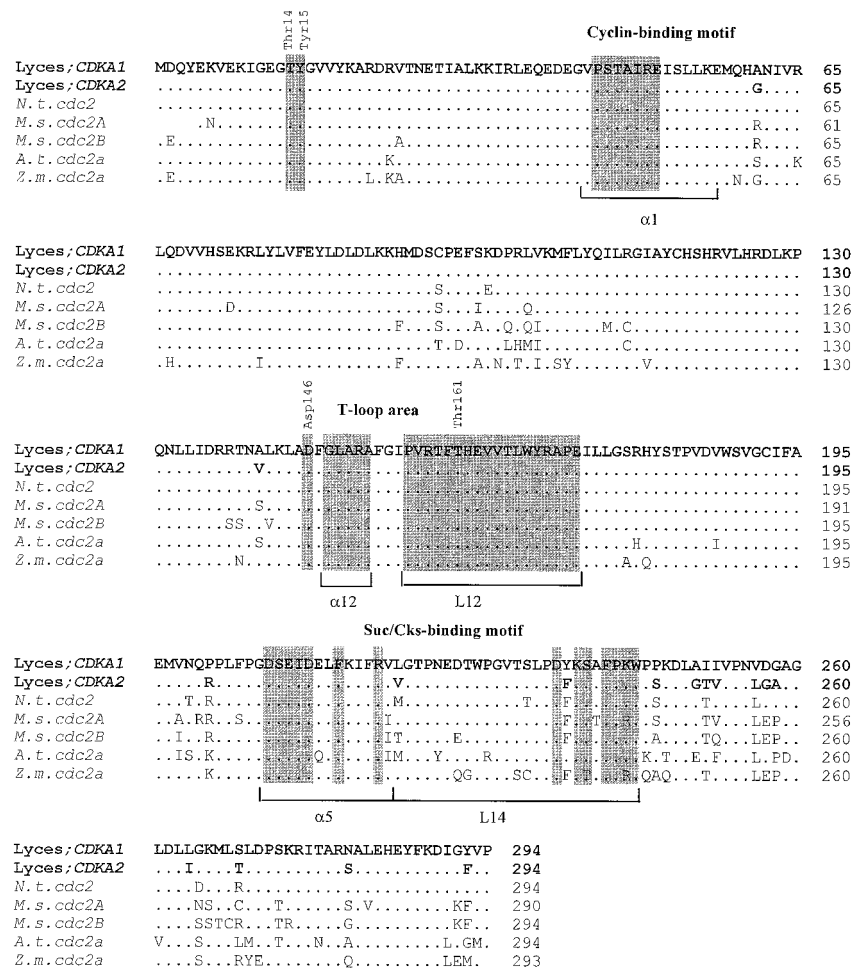 Thr14
Tyr15
Cyclin-binding motif
Lyces;CDKA1 MDQYEKVEKIGEGTYGVVYKARDRVTNETIALKKIRLEQEDEGVPSTAIREISLLKEMQHANIVR 65
Lyces;CDKA2 ............................................................G.... 65
N.t.cdc2 ................................................................. 65
M.s.cdc2A .N......................................................R.... 61
M.s.cdc2B .E......................A...................................R.... 65
A.t.cdc2a .......................K....................................S...K 65
Z.m.cdc2a .E...................L.KA.................................N.G.... 65
α1
Lyces;CDKA1 LQDVVHSEKRLYLVFEYLDLDLKKHMDSCPEFSKDPRLVKMFLYQILRGIAYCHSHRVLHRDLKP 130
Lyces;CDKA2 ................................................................. 130
N.t.cdc2 ............................S....E............................... 130
M.s.cdc2A .......D....................S...I....Q........................... 126
M.s.cdc2B ........................F...S...A..Q.QI......M.C................. 130
A.t.cdc2a ............................T.D....LHMI........C................. 130
Z.m.cdc2a .H........I.............F.......A.N.T.I.SY.......V............... 130
Asp146
T-loop area
Thr161
Lyces;CDKA1 QNLLIDRRTNALKLADFGLARAFGIPVRTFTHEVVTLWYRAPEILLGSRHYSTPVDVWSVGCIFA 195
Lyces;CDKA2 ..........V...................................................... 195
N.t.cdc2 ................................................................. 195
M.s.cdc2A ..........S...................................................... 191
M.s.cdc2B .......SS..V..................................................... 195
A.t.cdc2a ..........S.....................................H.......I........ 195
Z.m.cdc2a ........N......................................A.Q............... 195
α12
L12
Suc/Cks-binding motif
Lyces;CDKA1 EMVNQPPLFPGDSEIDELFKIFRVLGTPNEDTWPGVTSLPDYKSAFPKWPPKDLAIIVPNVDGAG 260
Lyces;CDKA2 .....R..................V................F........S...GTV...LGA.. 260
N.t.cdc2 ...T.R..................M............T...F........S....T....L.... 260
M.s.cdc2A ..A.RR..S..............I.................F..T..R..S....TV...LEP.. 256
M.s.cdc2B ..I..R.................IT.....E..........F........A....TQ...LEP.. 260
A.t.cdc2a ..IS.K..........Q......IM...N....R...............K.T..E.F...L.PD. 260
Z.m.cdc2a .....K........................QG....SC...F.T...R.QAQ...T....LEP.. 260
α5
L14
Lyces;CDKA1 LDLLGKMLSLDPSKRITARNALEHEYFKDIGYVP 294
Lyces;CDKA2 ...I....T..........S...........F.. 294
N.t.cdc2 ....D...R......................... 294
M.s.cdc2A ....NS..C...T......S.V........KF.. 290
M.s.cdc2B ....SSTCR...TR.....G..........KF.. 294
A.t.cdc2a V...S...LM..T...N..A.........L.GM. 294
Z.m.cdc2a ....S...RYE........Q.........LEM.. 293